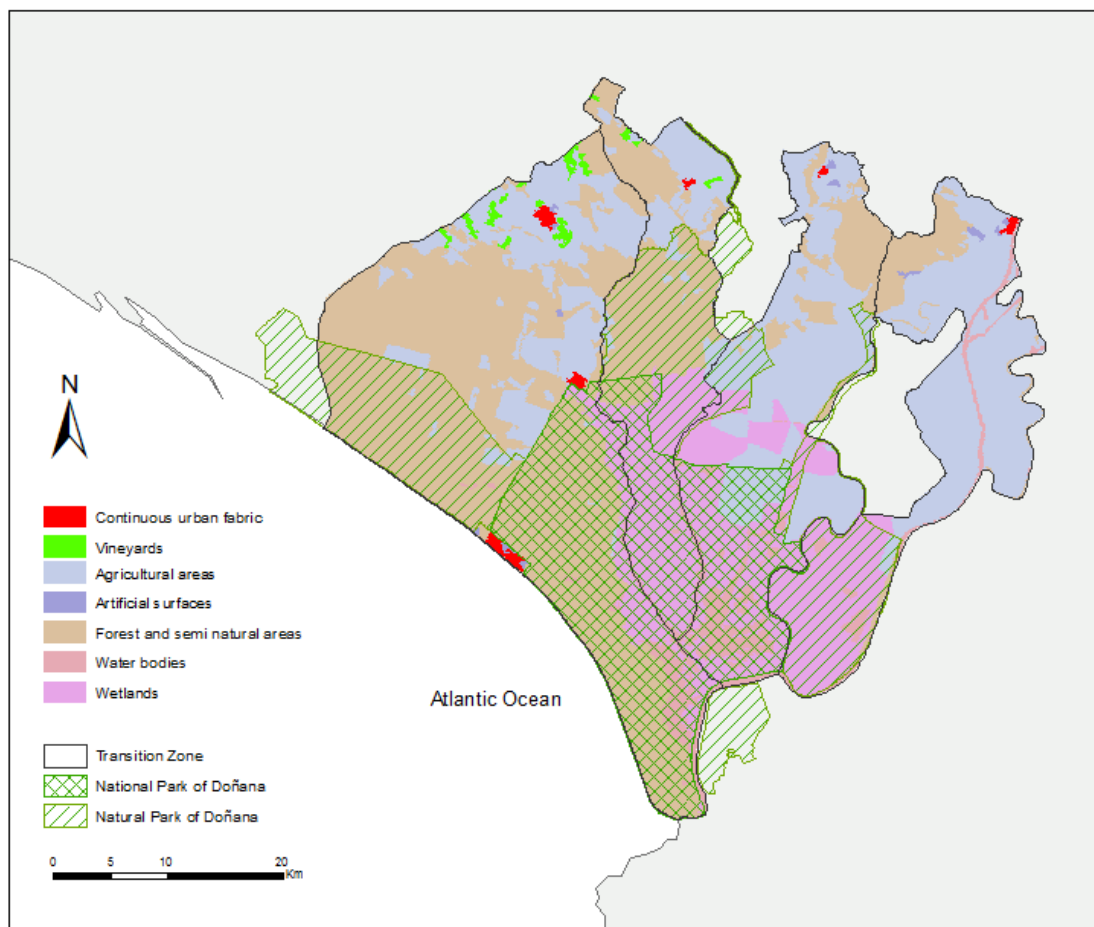 N
Continuous urban fabric
Vineyards
Agricultural areas
Artificial surfaces
Forest and semi natural areas
Water bodies
Wetlands
Atlantic Ocean
Transition Zone
National Park of Doñana
Natural Park of Doñana
0 5 10 20
Km